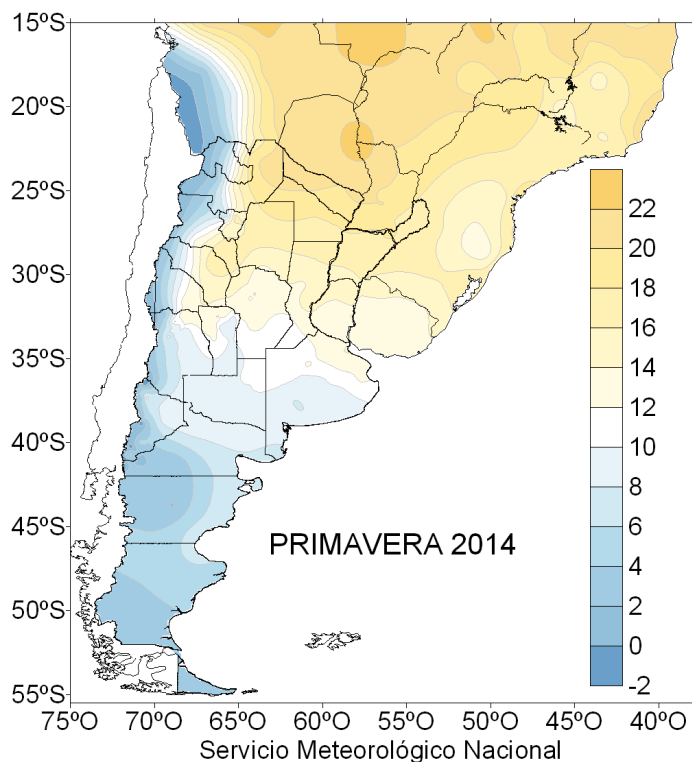 15ºS
20ºS
25ºS
30ºS
35ºS
40ºS
45ºS
50ºS
55ºS
22
20
18
16
14
12
10
8
6
4
2
0
-2
PRIMAVERA 2014
75ºO 70ºO 65ºO 60ºO 55ºO 50ºO 45ºO 40ºO
Servicio Meteorológico Nacional